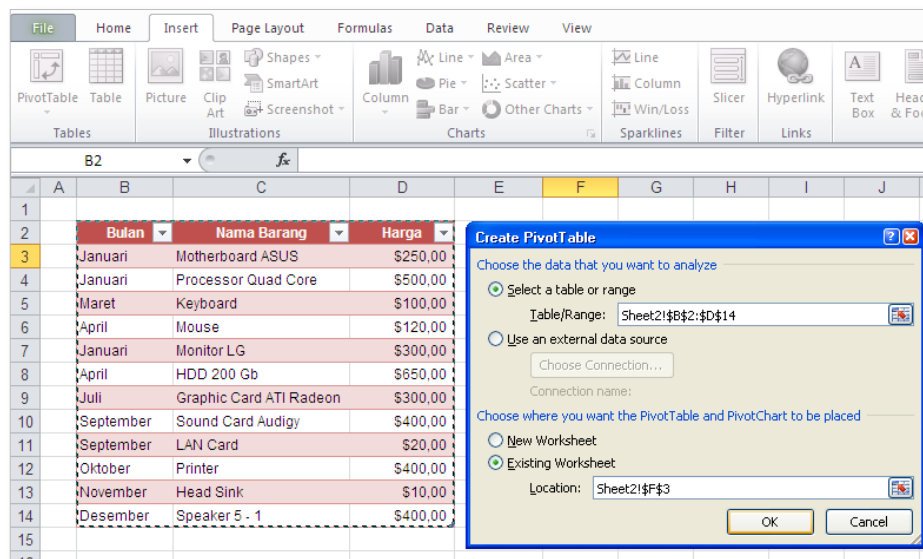 File Home Insert Page Layout Formulas Data Review View
PivotTable Table Picture Clip Art Shapes SmartArt Screenshot Column Line Pie Bar Area Scatter Other Charts Line Column Win/Loss Slicer Hyperlink Text Box
Tables Illustrations Charts Sparklines Filter Links
B2 fx
A B C D E F G H I J
1
2 Bulan Nama Barang Harga
3 Januari Motherboard ASUS $250,00
4 Januari Processor Quad Core $500,00
5 Maret Keyboard $100,00
6 April Mouse $120,00
7 Januari Monitor LG $300,00
8 April HDD 200 Gb $650,00
9 Juli Graphic Card ATI Radeon $300,00
10 September Sound Card Audigy $400,00
11 September LAN Card $20,00
12 Oktober Printer $400,00
13 November Head Sink $10,00
14 Desember Speaker 5 - 1 $400,00
15
Create PivotTable
Choose the data that you want to analyze
Select a table or range
Table/Range: Sheet2!$B$2:$D$14
Use an external data source
Choose Connection...
Connection name:
Choose where you want the PivotTable and PivotChart to be placed
New Worksheet
Existing Worksheet
Location: Sheet2!$F$3
OK Cancel